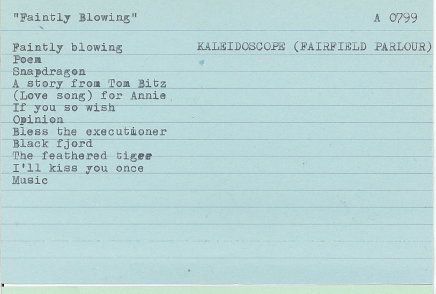 "Faintly Blowing" A 0799
Faintly blowing KALEIDOSCOPE (FAIRFIELD PARLOUR)
Poem
Snapdragon
A story from Tom Bitz
(Love song) for Annie
If you so wish
Opinion
Bless the executioner
Black fjord
The feathered tiger
I'll kiss you once
Music